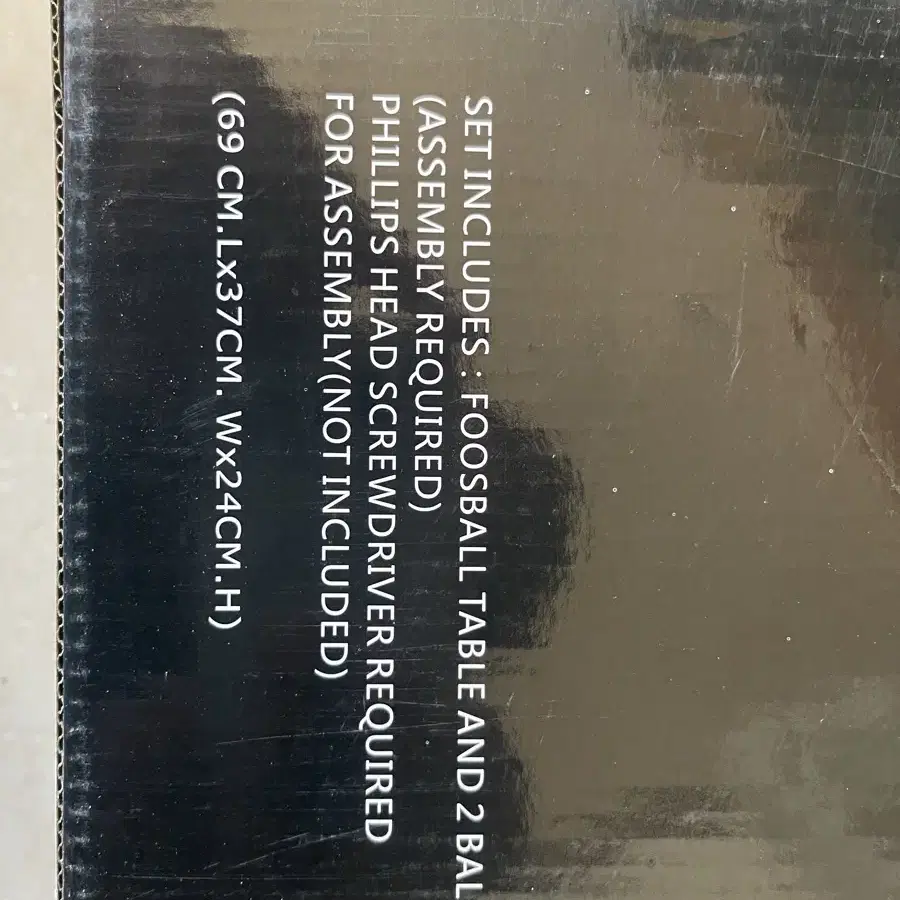 SET INCLUDES : FOOSBALL TABLE AND 2 BAL
(ASSEMBLY REQUIRED)
PHILLIPS HEAD SCREWDRIVER REQUIRED
FOR ASSEMBLY(NOT INCLUDED)
(69 CM.Lx37CM. Wx24CM.H)